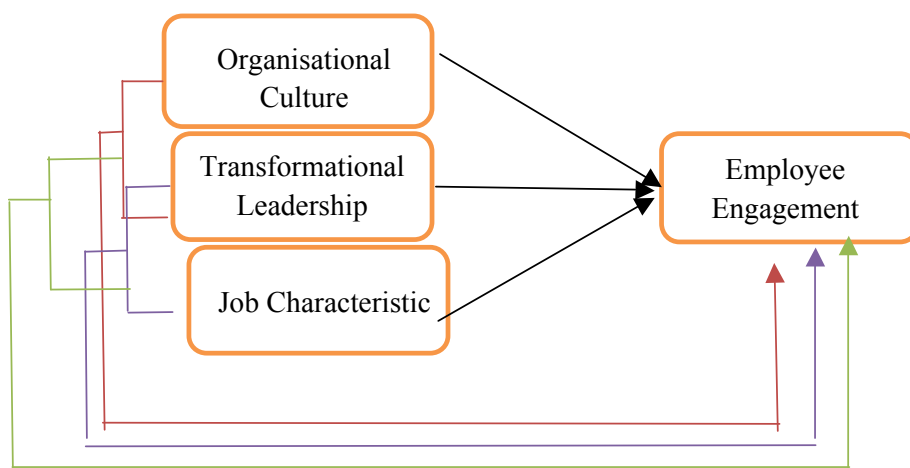 Organisational
Culture
Transformational
Leadership
Job Characteristic
Employee
Engagement